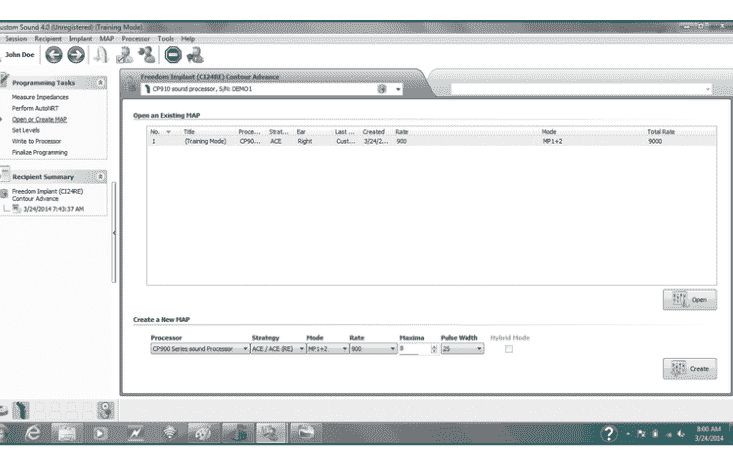 ustom Sound 4.0 (Unregistered) (Training Mode)
Session Recipient Implant MAP Processor Tools Help
John Doe
Programming Tasks
Measure Impedances
Perform AutoNRT
Open or Create MAP
Set Levels
Write to Processor
Finalize Programming
Recipient Summary
Freedom Implant (CI24RE)
Contour Advance
3/24/2014 7:43:37 AM
Freedom Implant (CI24RE) Contour Advance
CP910 sound processor, S/N: DEMO1
Open an Existing MAP
No. Title Proce... Strat... Ear Last ... Created Rate Mode Total Rate
1 (Training Mode) CP90... ACE Right Cust... 3/24/2... 900 MP1+2 9000
Open
Create a New MAP
Processor Strategy Mode Rate Maxima Pulse Width Hybrid Mode
CP900 Series sound Processor ACE / ACE (RE) MP1+2 900 8 25
Create
8:00 AM
3/24/2014